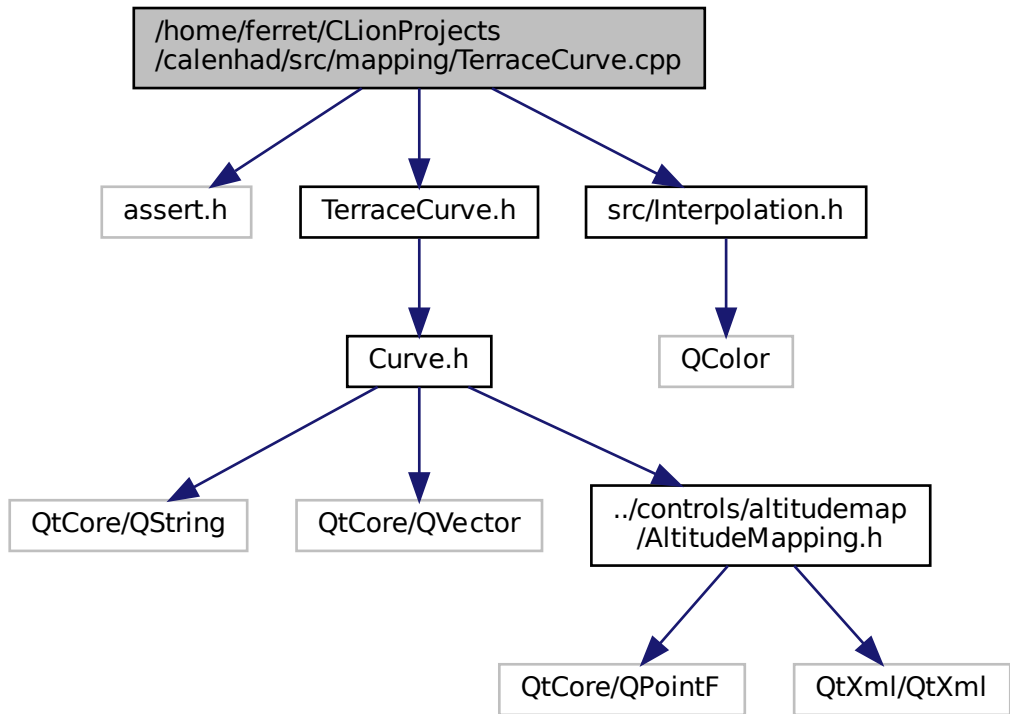 /home/ferret/CLionProjects
/calenhad/src/mapping/TerraceCurve.cpp
assert.h
TerraceCurve.h
src/Interpolation.h
Curve.h
QColor
QtCore/QString
QtCore/QVector
../controls/altitudemap
/AltitudeMapping.h
QtCore/QPointF
QtXml/QtXml